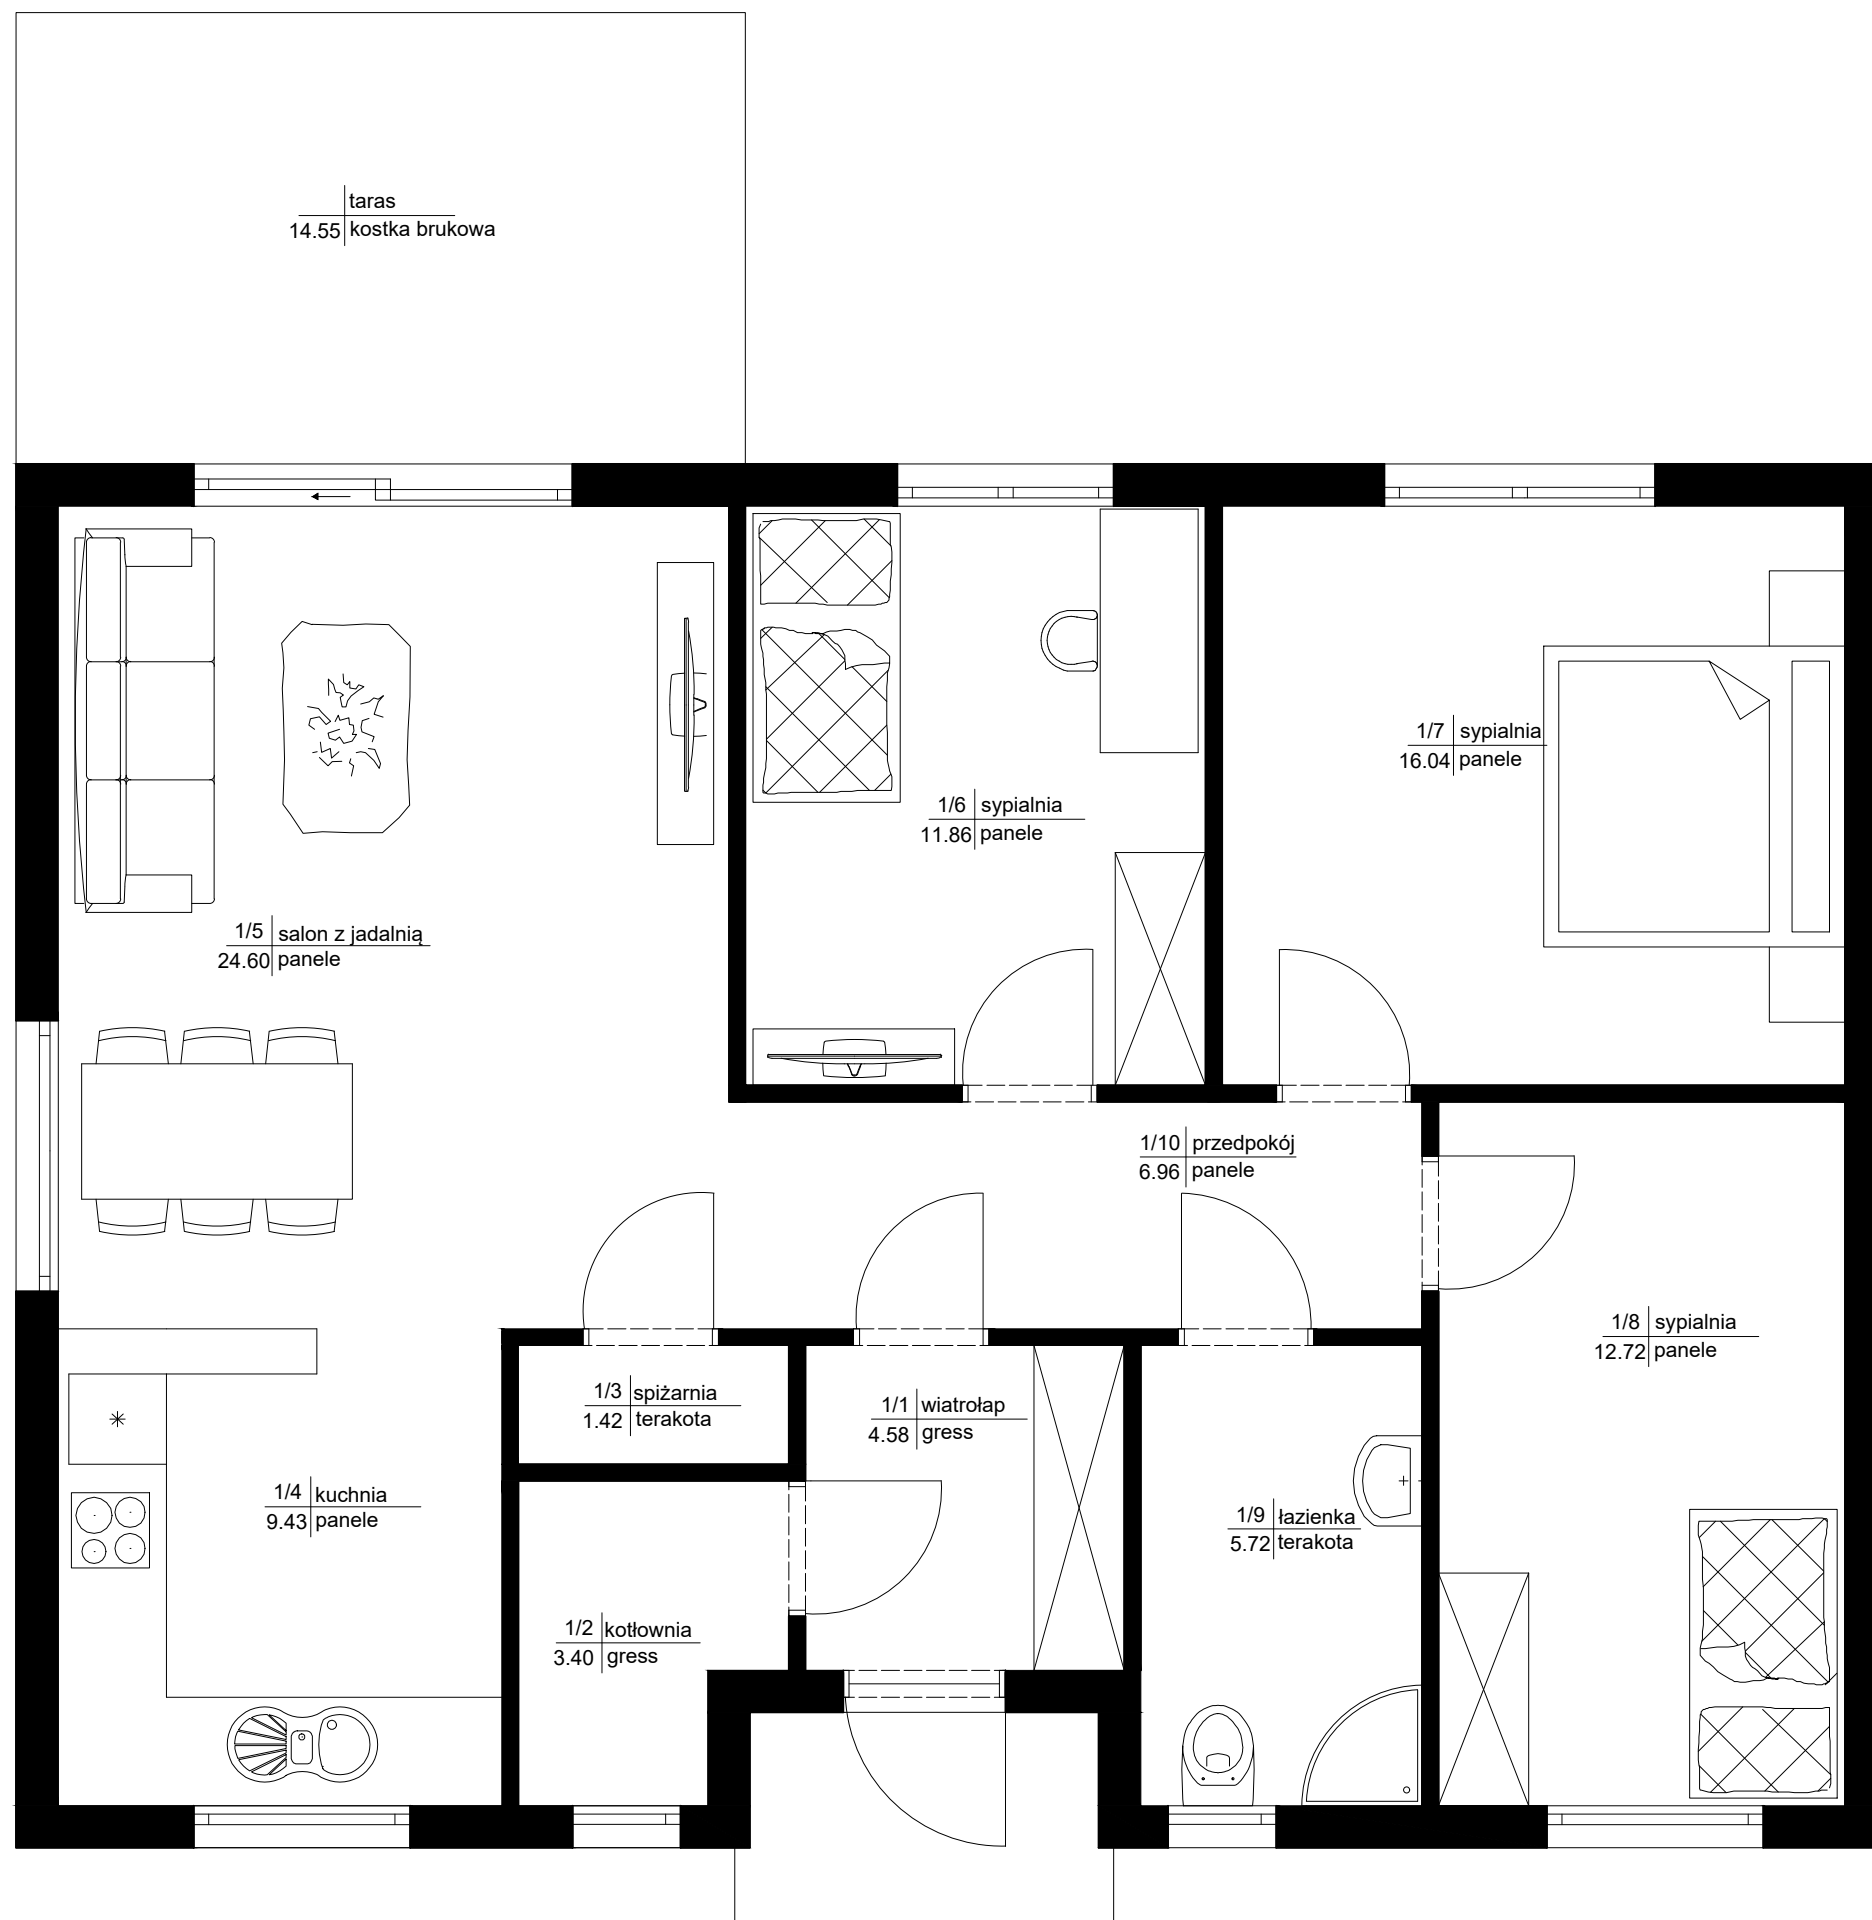 taras
14.55 kostka brukowa
1/7 sypialnia
16.04 panele
1/6 sypialnia
11.86 panele
1/5 salon z jadalnią
24.60 panele
1/10 przedpokój
6.96 panele
1/8 sypialnia
12.72 panele
1/3 spiżarnia
1.42 terakota
1/1 wiatrołap
4.58 gress
1/4 kuchnia
9.43 panele
1/9 łazienka
5.72 terakota
1/2 kotłownia
3.40 gress